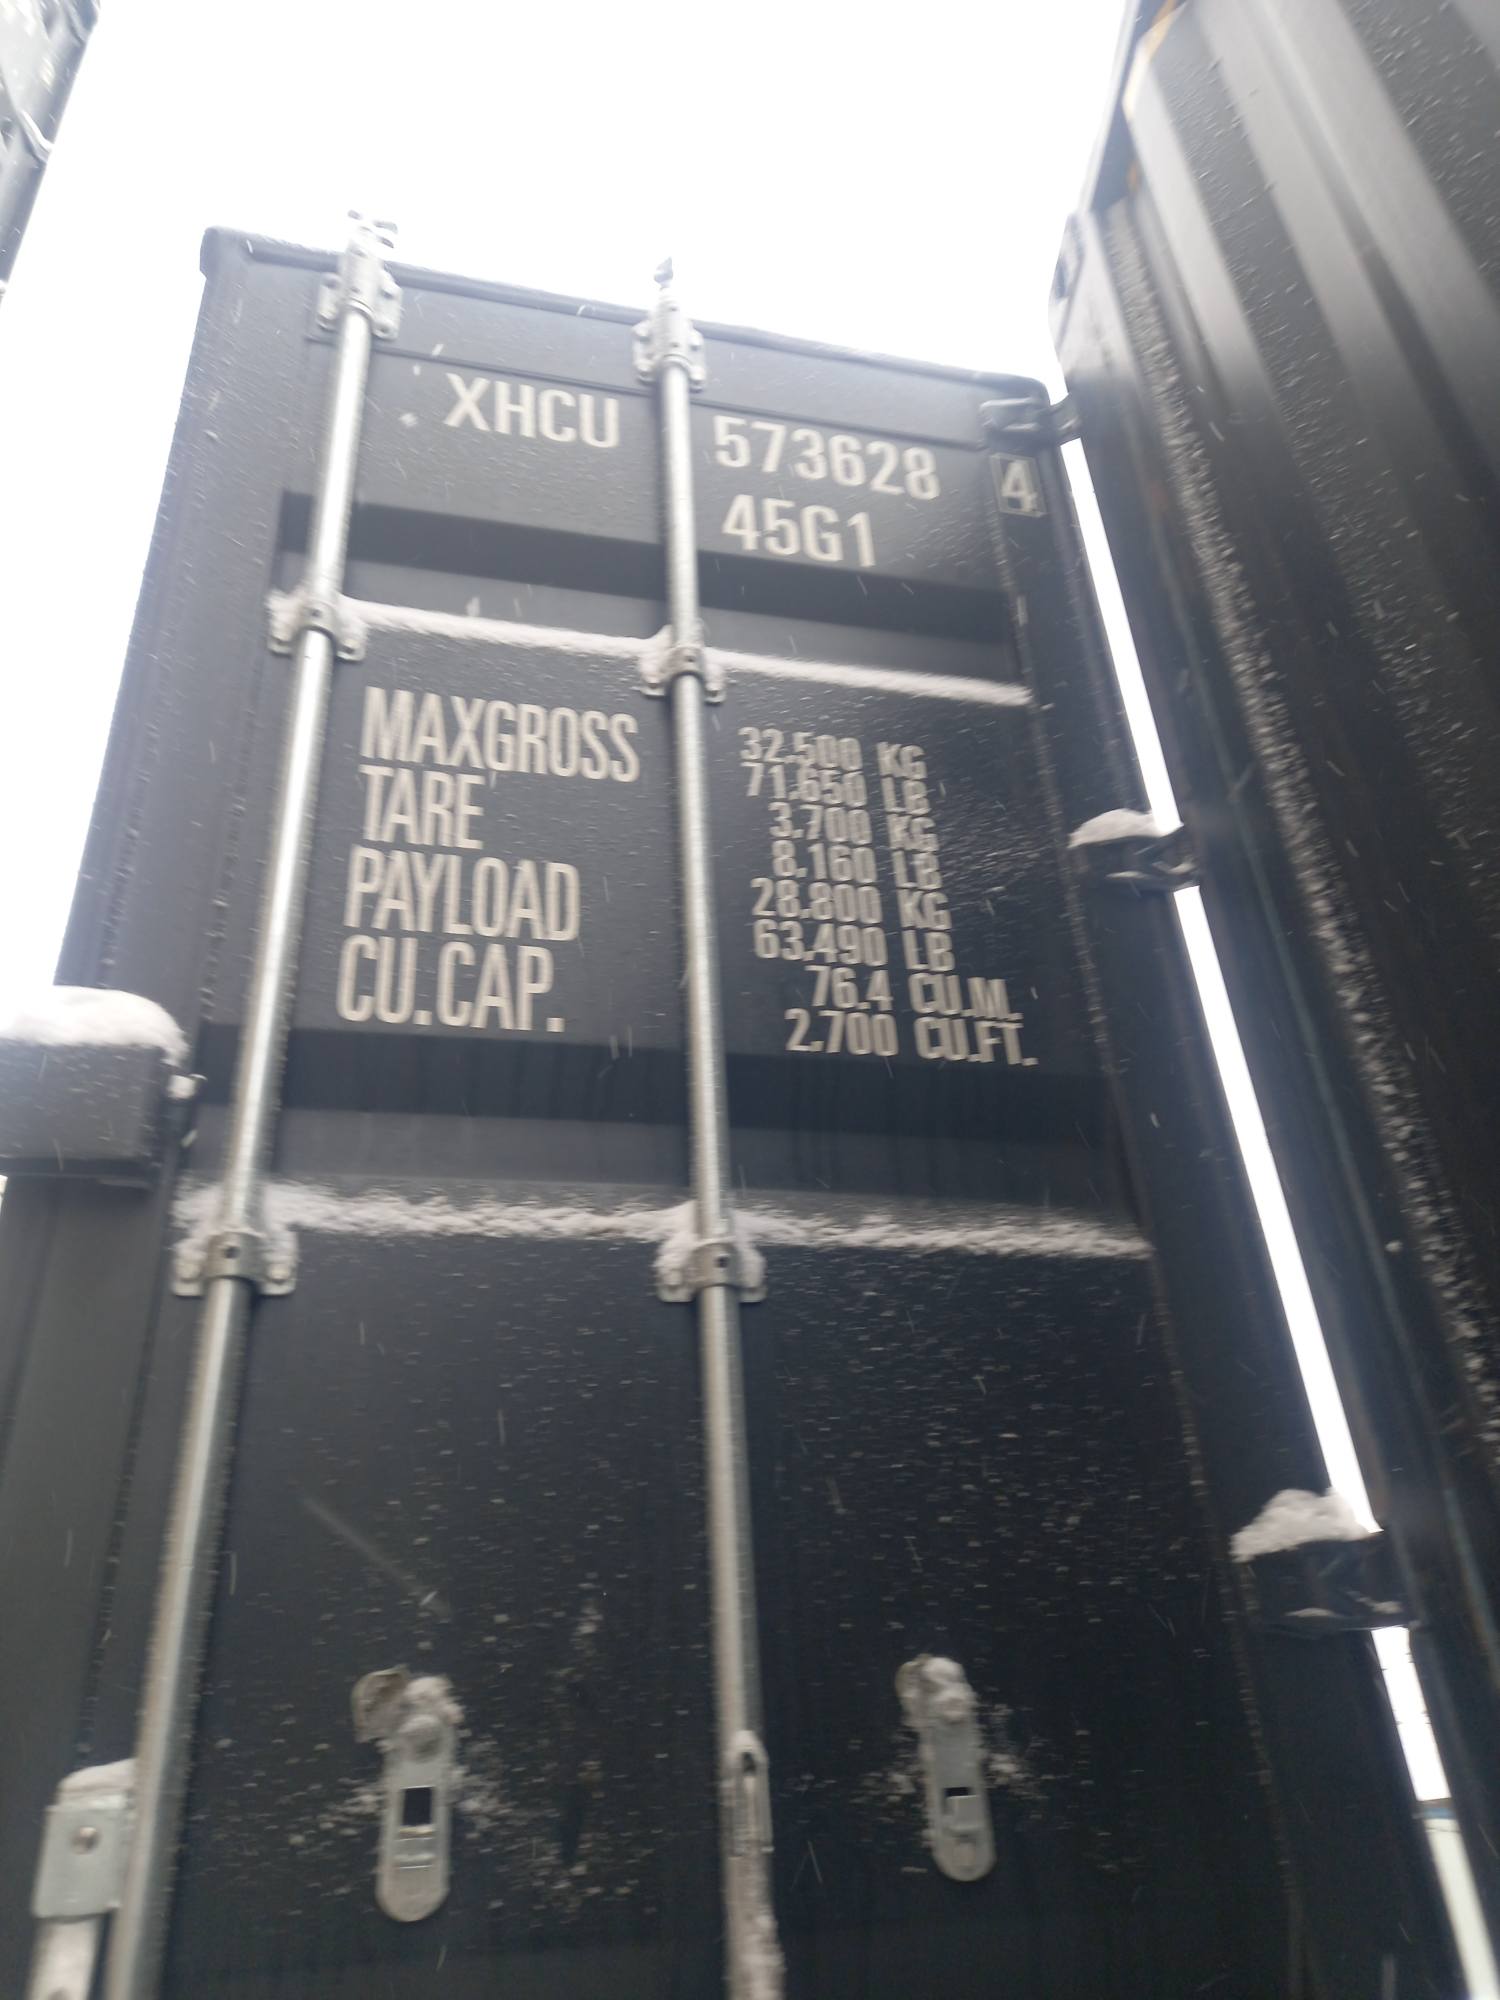 XHCU 573628 4
45G1
MAXGROSS 32.500 KG
71.650 LB
TARE 3.700 KG
8.160 LB
PAYLOAD 28.800 KG
63.490 LB
CU.CAP. 76.4 CU.M.
2.700 CU.FT.